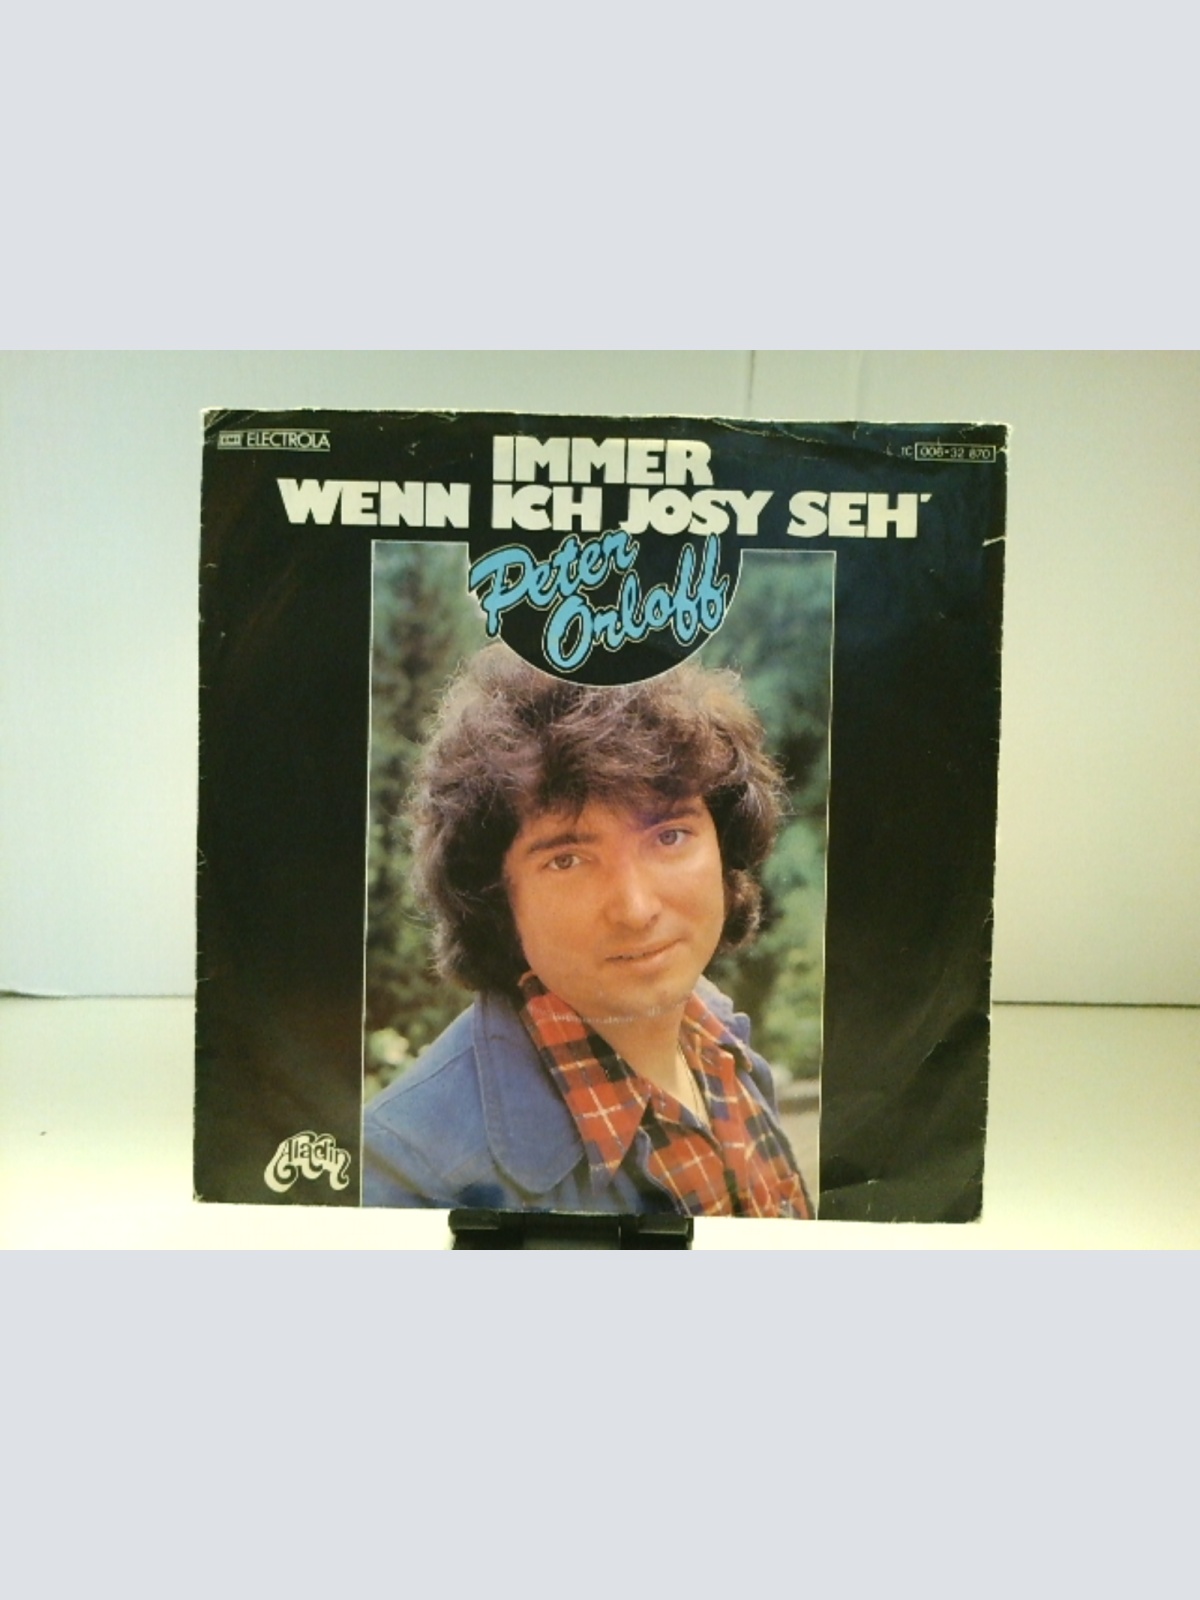 EMI ELECTROLA
1C 006-32 870
IMMER
WENN ICH JOSY SEH'
Peter
Orloff
Aladin